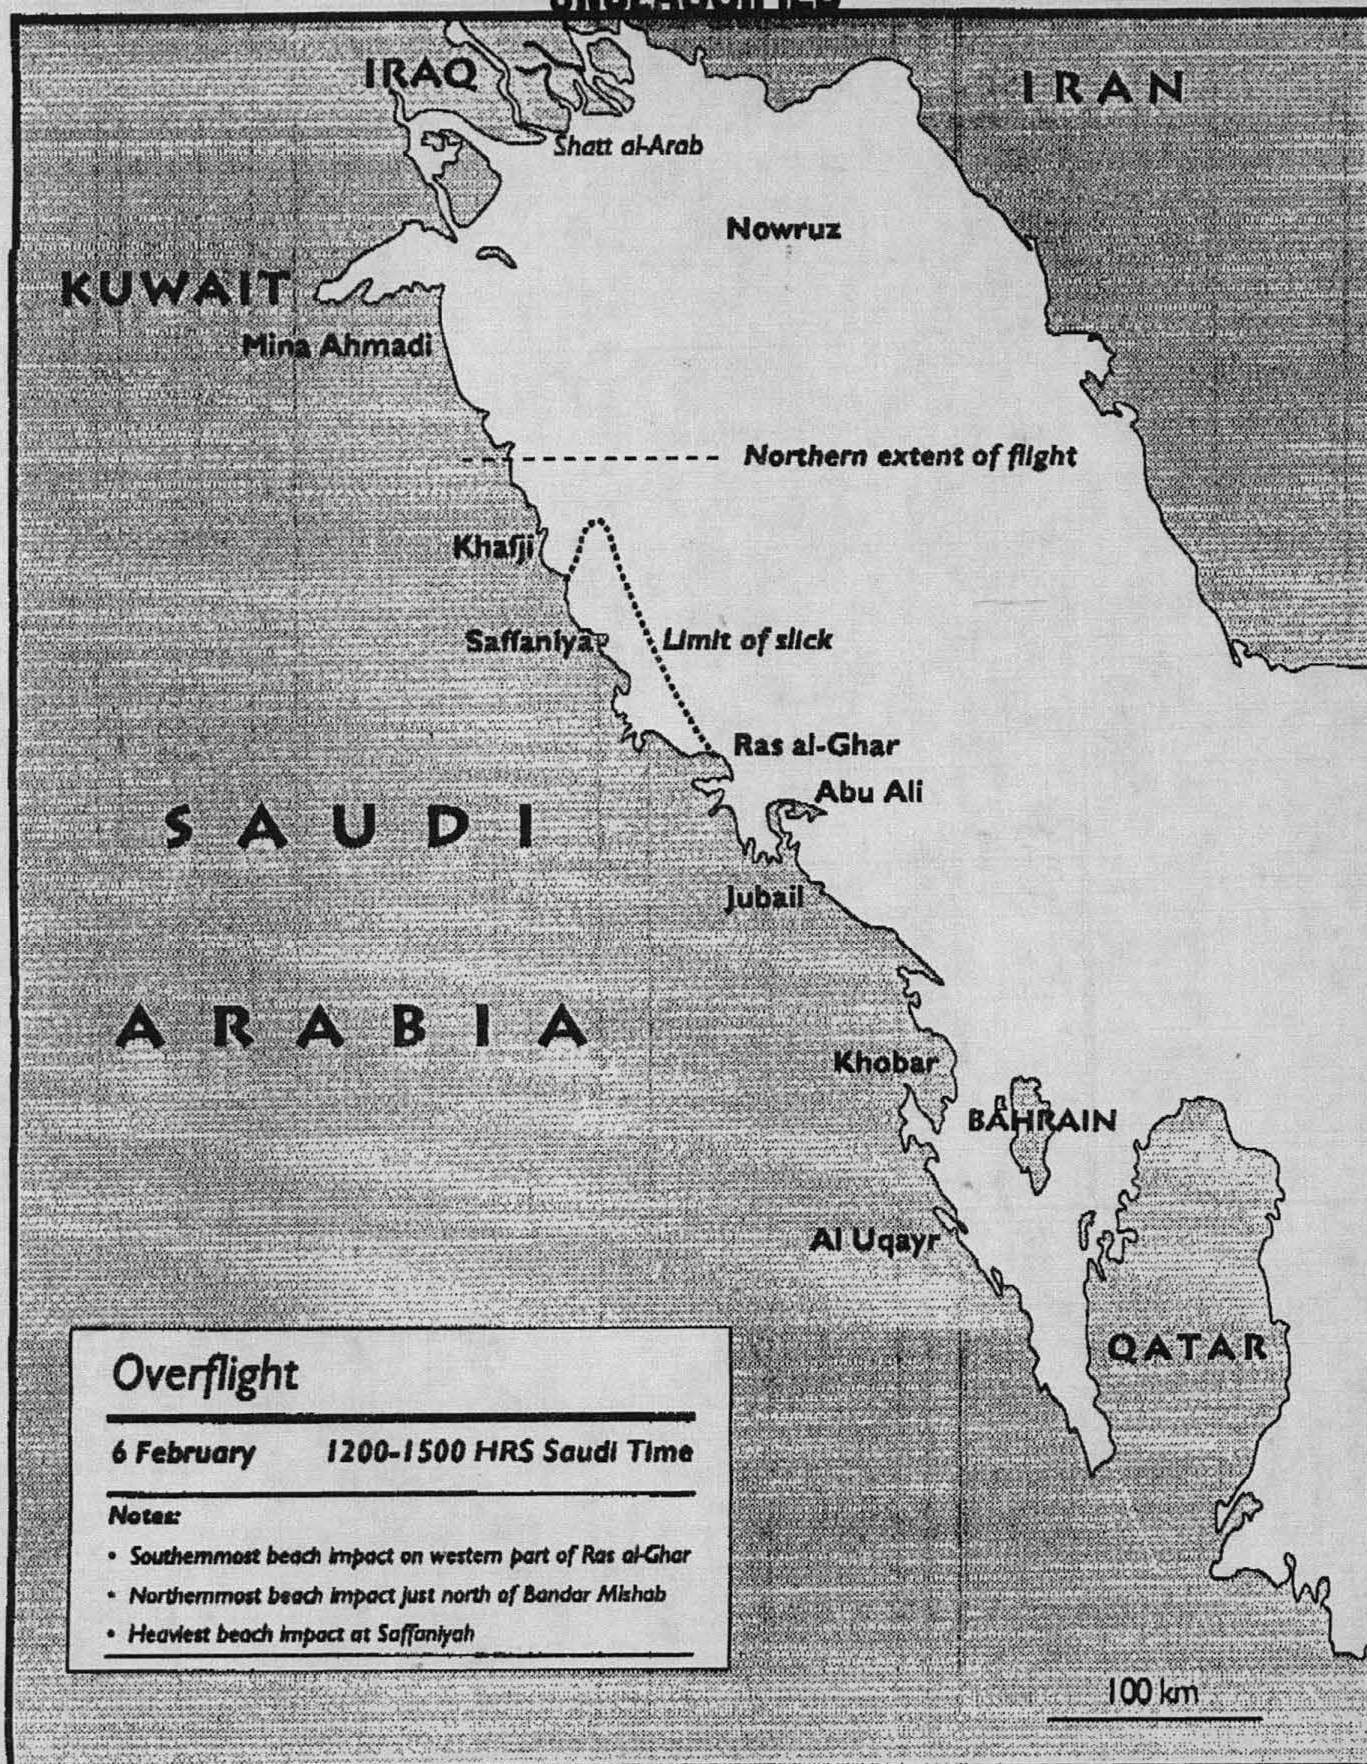 UNCLASSIFIED
IRAQ
IRAN
Shatt al-Arab
Nowruz
KUWAIT
Mina Ahmadi
Northern extent of flight
Khafji
Saffaniya
Limit of slick
Ras al-Ghar
Abu Ali
SAUDI
Jubail
ARABIA
Khobar
BAHRAIN
Al Uqayr
QATAR
Overflight
6 February 1200-1500 HRS Saudi Time
Notes:
• Southernmost beach impact on western part of Ras al-Ghar
• Northernmost beach impact just north of Bandar Mishab
• Heaviest beach impact at Saffaniyah
100 km